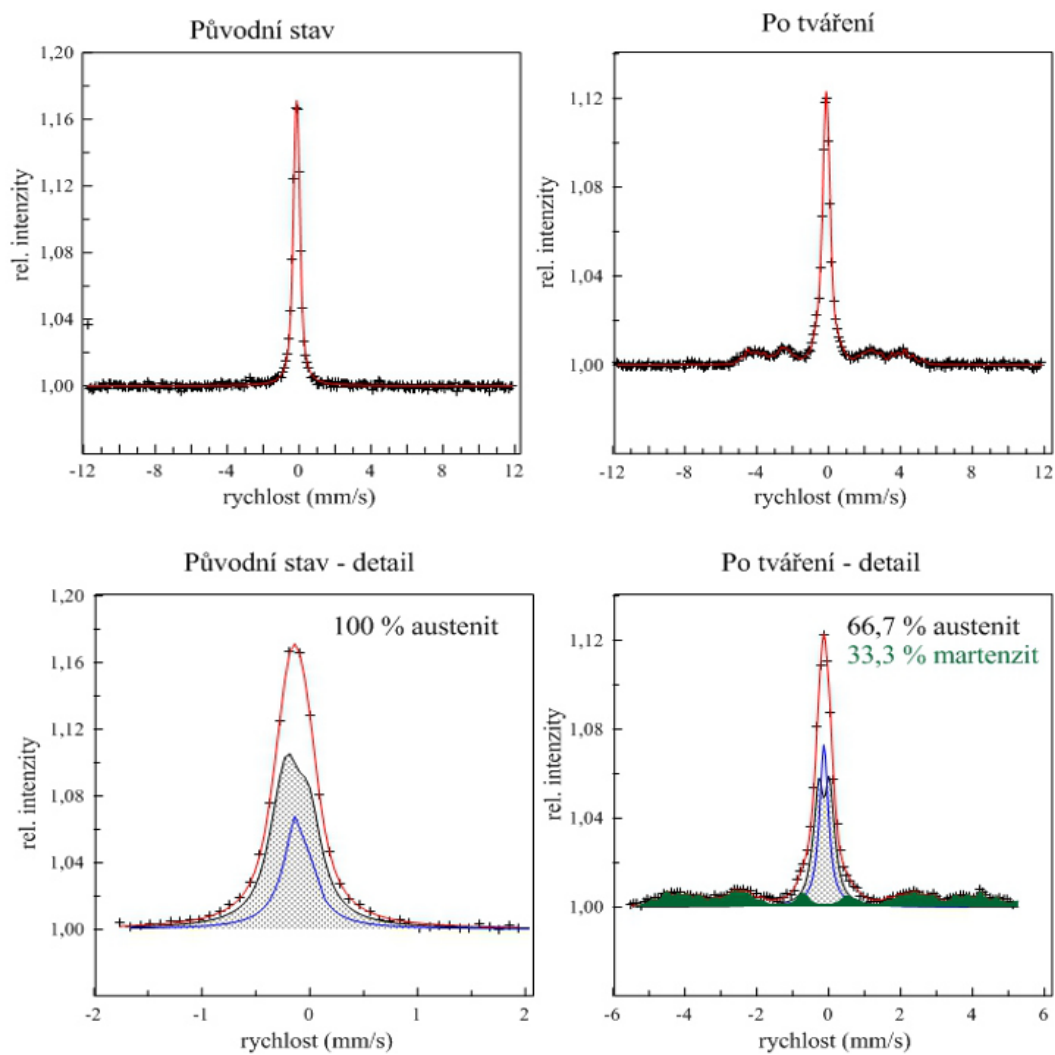 Původní stav
1,20
1,16
1,12
1,08
1,04
1,00
rel. intenzity
-12 -8 -4 0 4 8 12
rychlost (mm/s)
Po tváření
1,12
1,08
1,04
1,00
rel. intenzity
-12 -8 -4 0 4 8 12
rychlost (mm/s)
Původní stav - detail
100 % austenit
1,20
1,16
1,12
1,08
1,04
1,00
rel. intenzity
-2 -1 0 1 2
rychlost (mm/s)
Po tváření - detail
66,7 % austenit
33,3 % martenzit
1,12
1,08
1,04
1,00
rel. intenzity
-6 -4 -2 0 2 4 6
rychlost (mm/s)